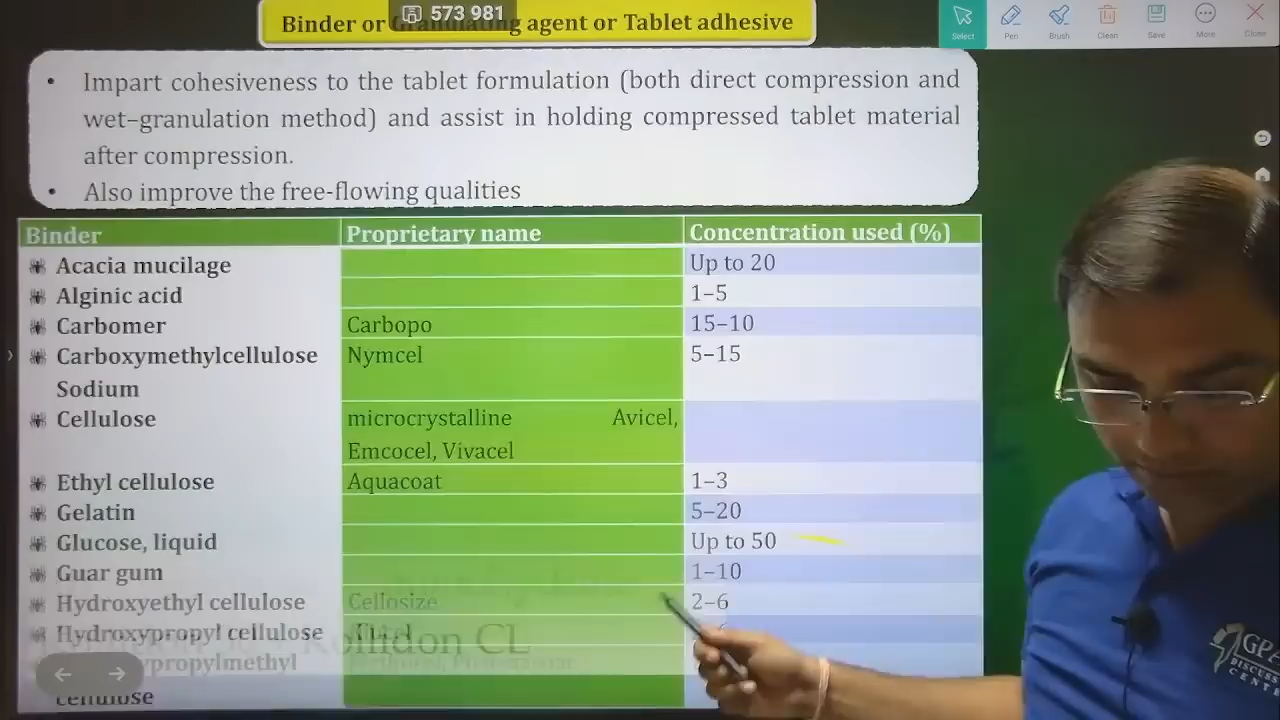 Binder or Granulating agent or Tablet adhesive
573 981
Select Pen Brush Clean Save More Close
• Impart cohesiveness to the tablet formulation (both direct compression and
wet–granulation method) and assist in holding compressed tablet material
after compression.
• Also improve the free-flowing qualities
Binder Proprietary name Concentration used (%)
Acacia mucilage Up to 20
Alginic acid 1–5
Carbomer Carbopo 15–10
Carboxymethylcellulose Nymcel 5–15
Sodium
Cellulose microcrystalline Avicel,
Emcocel, Vivacel
Ethyl cellulose Aquacoat 1–3
Gelatin 5–20
Glucose, liquid Up to 50
Guar gum 1–10
Hydroxyethyl cellulose Cellosize 2–6
Hydroxypropyl cellulose
Kollidon CL
cellulose
DISCUSS
CENT